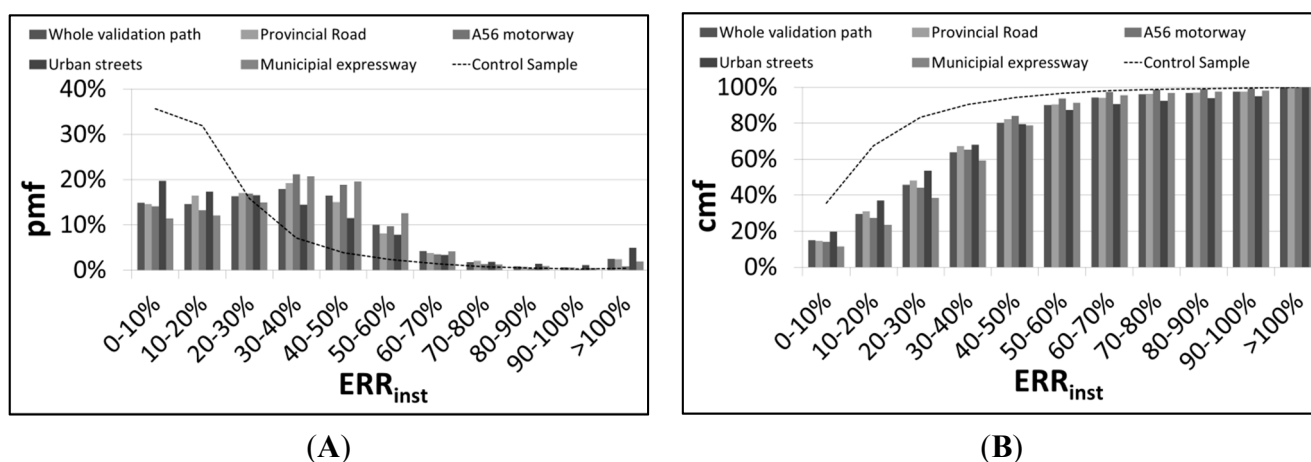 Whole validation path Provincial Road A56 motorway
Urban streets Municipial expressway Control Sample
40%
30%
20%
10%
0%
pmf
0-10% 10-20% 20-30% 30-40% 40-50% 50-60% 60-70% 70-80% 80-90% 90-100% >100%
ERRinst
(A)
Whole validation path Provincial Road A56 motorway
Urban streets Municipial expressway Control Sample
100%
80%
60%
40%
20%
0%
cmf
0-10% 10-20% 20-30% 30-40% 40-50% 50-60% 60-70% 70-80% 80-90% 90-100% >100%
ERRinst
(B)